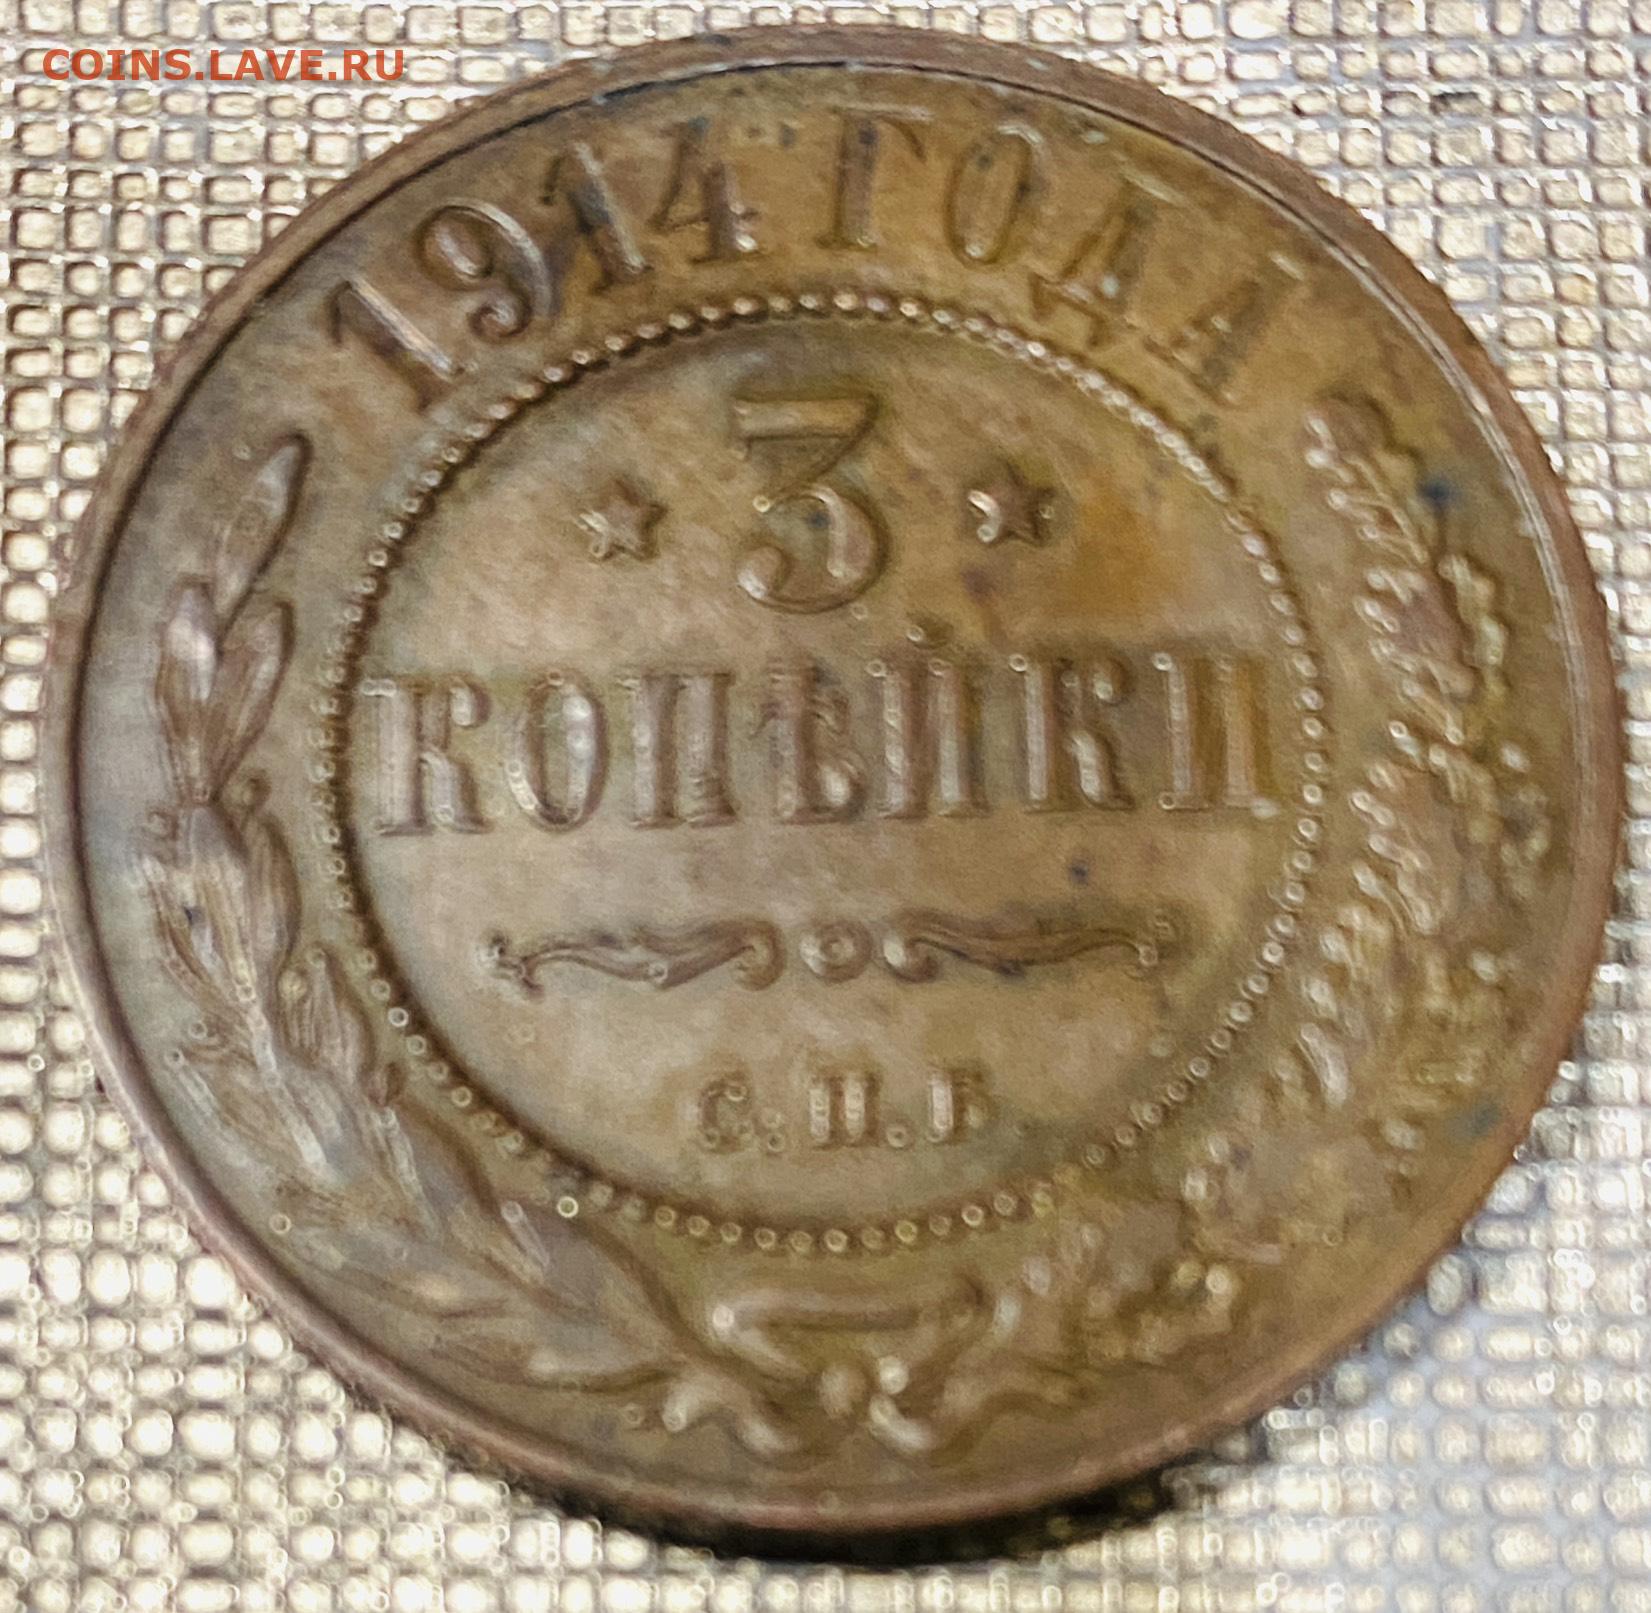 COINS.LAVE.RU
1914 ГОДА
3
КОПѢЙКИ
С.П.Б